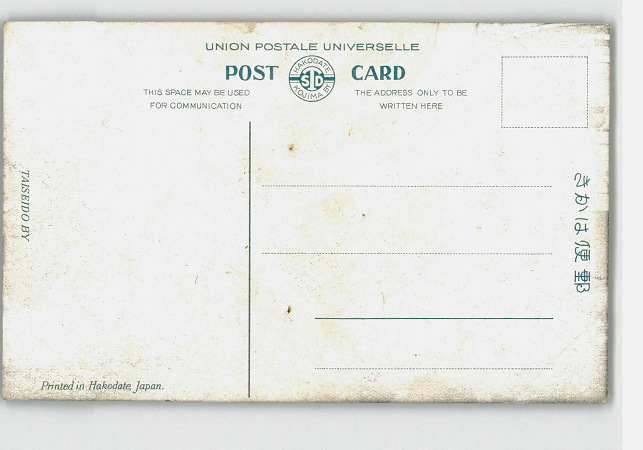 UNION POSTALE UNIVERSELLE
POST CARD
HAKODATE
KOJIMA BY
THIS SPACE MAY BE USED
FOR COMMUNICATION
THE ADDRESS ONLY TO BE
WRITTEN HERE
TAISEIDO BY
きかは便郵
Printed in Hakodate, Japan.